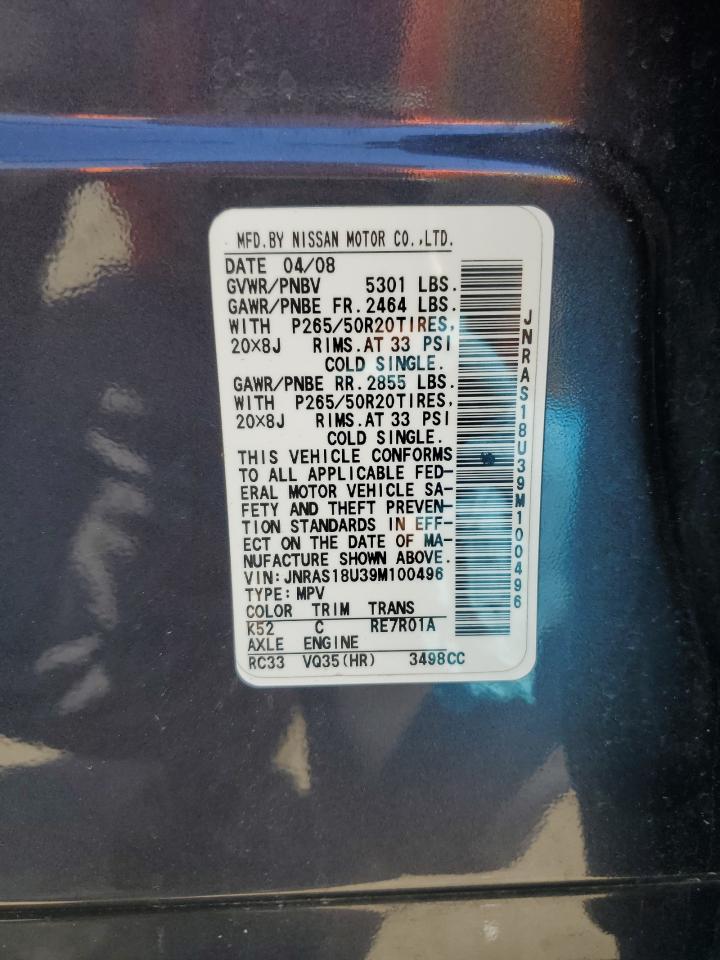 MFD.BY NISSAN MOTOR CO.,LTD.
DATE 04/08
GVWR/PNBV 5301 LBS.
GAWR/PNBE FR. 2464 LBS.
WITH P265/50R20TIRES,
20×8J RIMS.AT 33 PSI
COLD SINGLE.
GAWR/PNBE RR. 2855 LBS.
WITH P265/50R20TIRES,
20×8J RIMS.AT 33 PSI
COLD SINGLE.
THIS VEHICLE CONFORMS
TO ALL APPLICABLE FED-
ERAL MOTOR VEHICLE SA-
FETY AND THEFT PREVEN-
TION STANDARDS IN EFF-
ECT ON THE DATE OF MA-
NUFACTURE SHOWN ABOVE.
VIN: JNRAS18U39M100496
TYPE: MPV
COLOR TRIM TRANS
K52 C RE7R01A
AXLE ENGINE
RC33 VQ35(HR) 3498CC
JNRAS18U39M100496